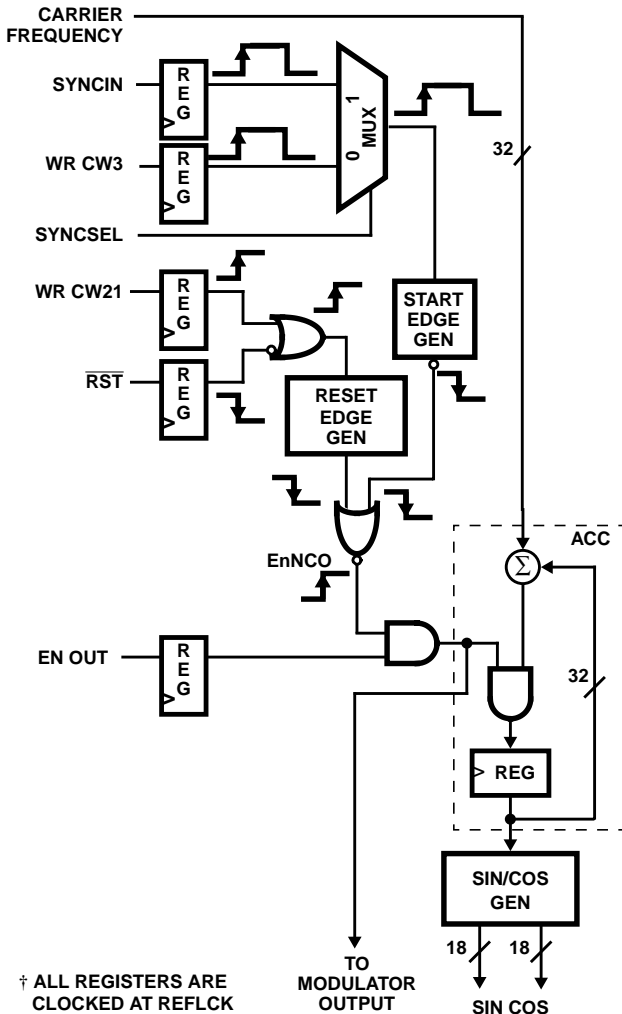 CARRIER
FREQUENCY
SYNCIN
REG
1
MUX
0
32
WR CW3
REG
SYNCSEL
WR CW21
REG
START
EDGE
GEN
RST
REG
RESET
EDGE
GEN
ACC
EnNCO
Σ
EN OUT
REG
32
REG
SIN/COS
GEN
18
18
TO
MODULATOR
OUTPUT
SIN COS
† ALL REGISTERS ARE
CLOCKED AT REFLCK